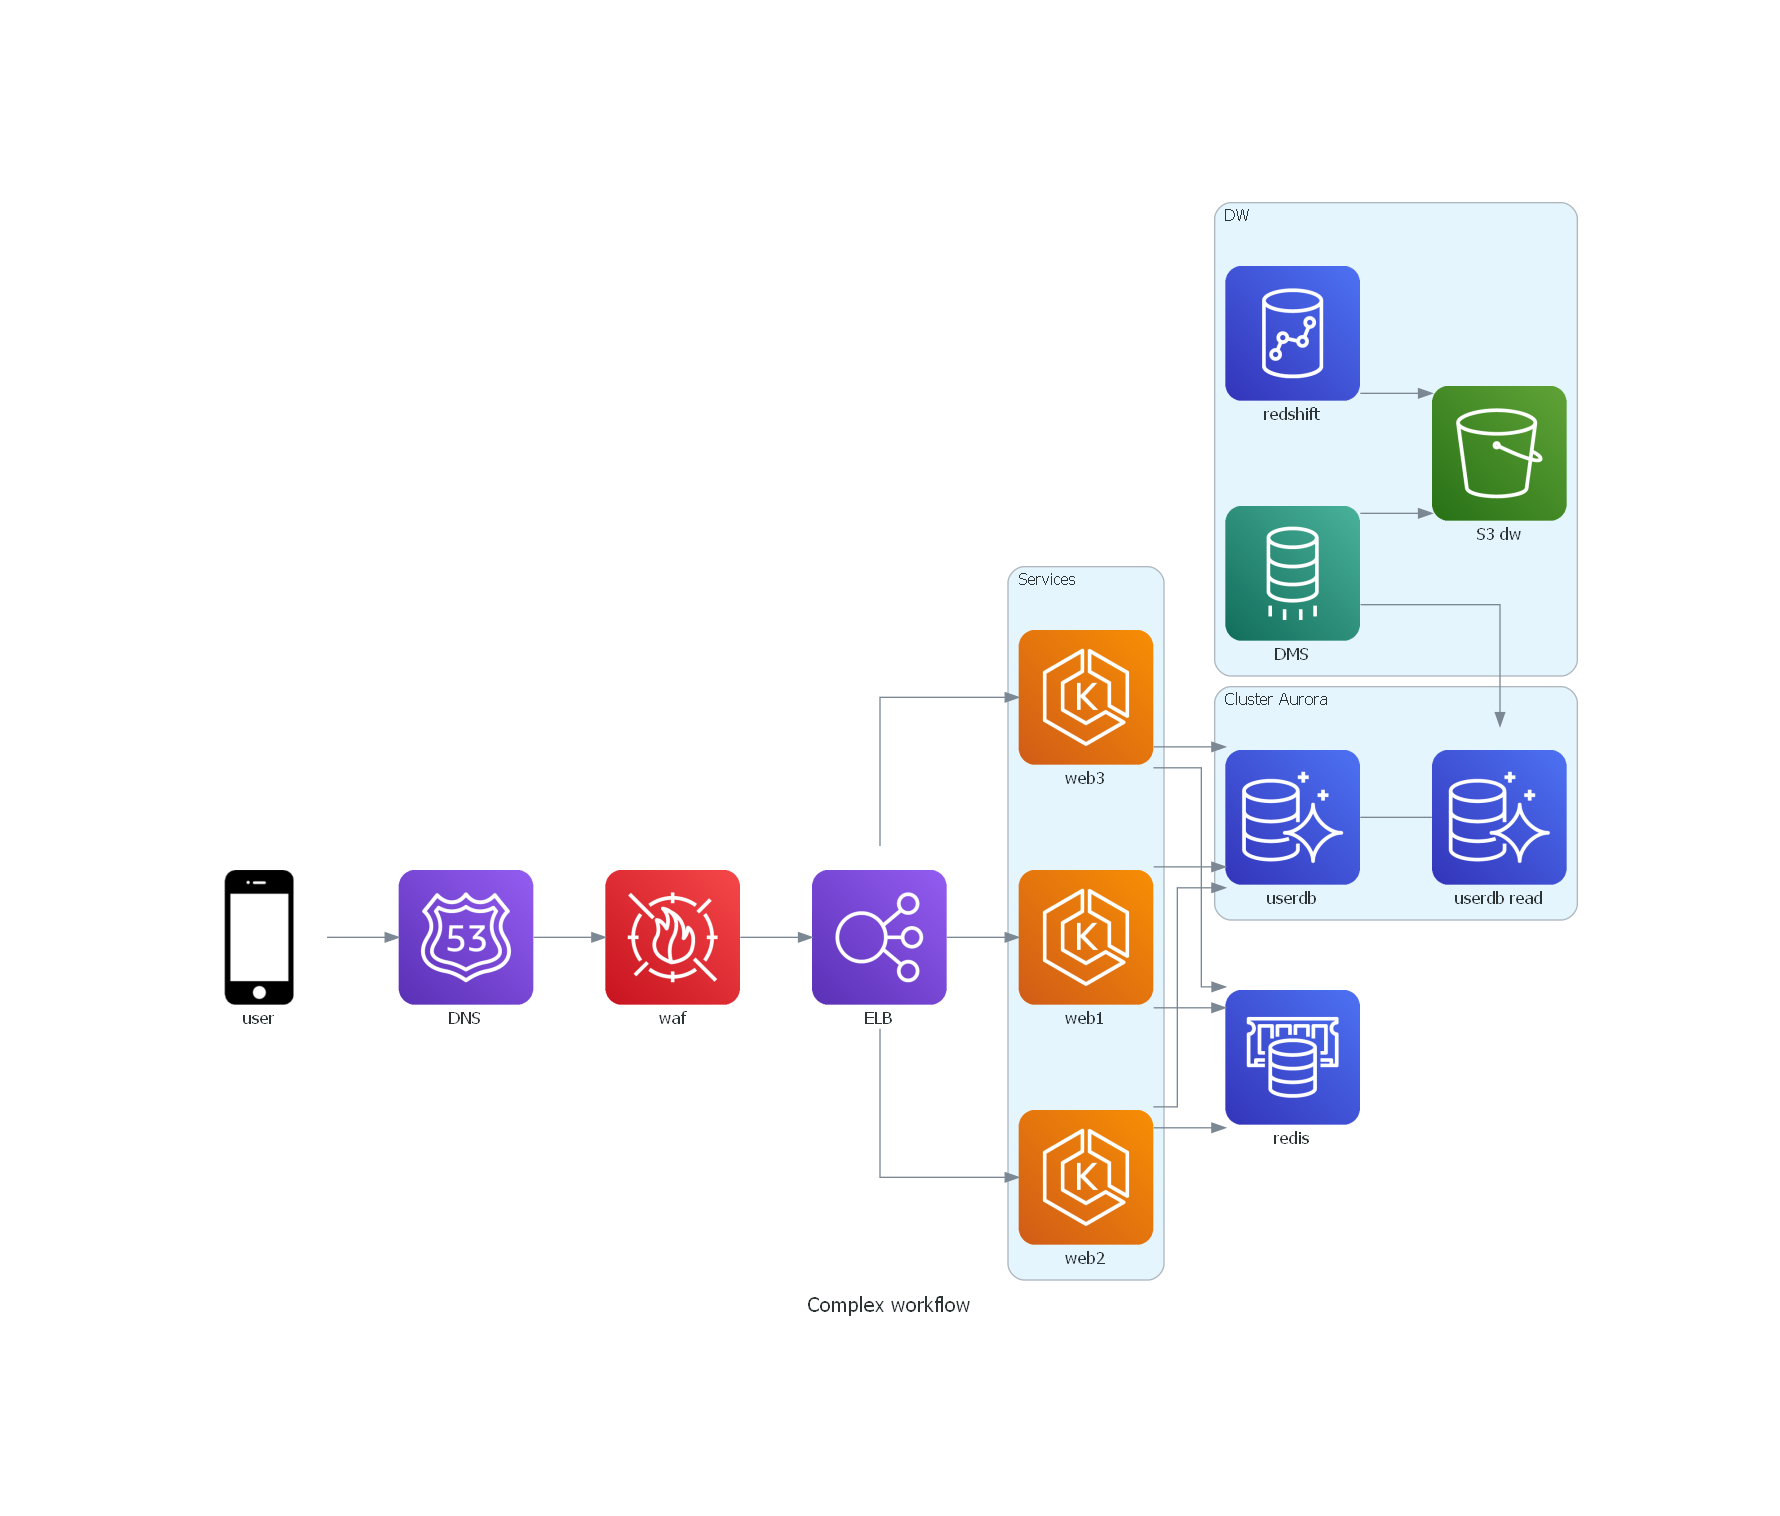 DW
redshift
S3 dw
DMS
Services
Cluster Aurora
K
web3
userdb
userdb read
user
53
DNS
waf
ELB
K
web1
redis
K
web2
Complex workflow